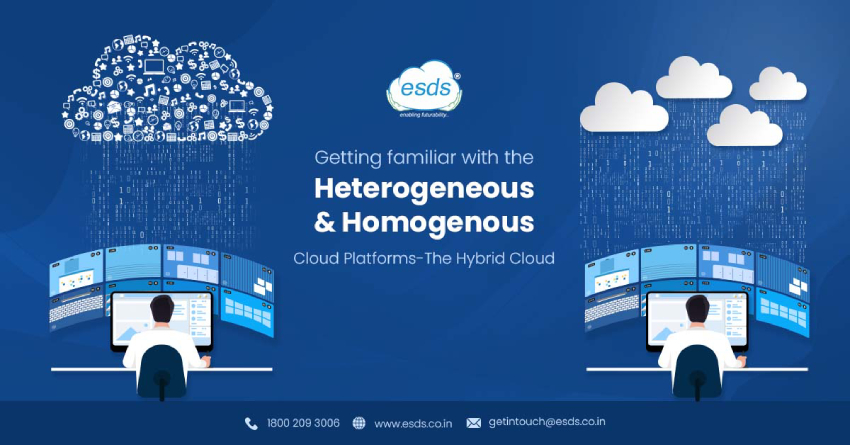 esds®
enabling futurability..
Getting familiar with the
Heterogeneous
& Homogenous
Cloud Platforms-The Hybrid Cloud
1800 209 3006 www.esds.co.in getintouch@esds.co.in